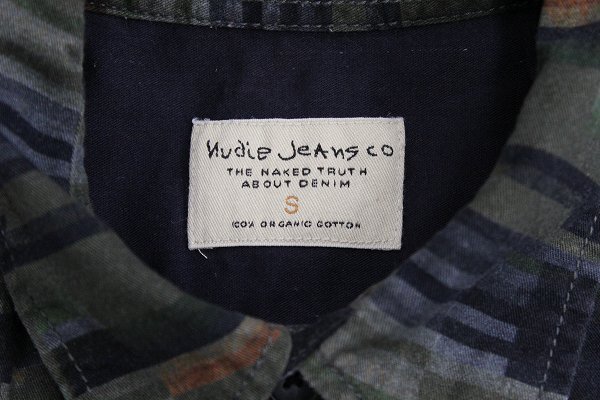 Nudie Jeans co
THE NAKED TRUTH
ABOUT DENIM
S
100% ORGANIC COTTON